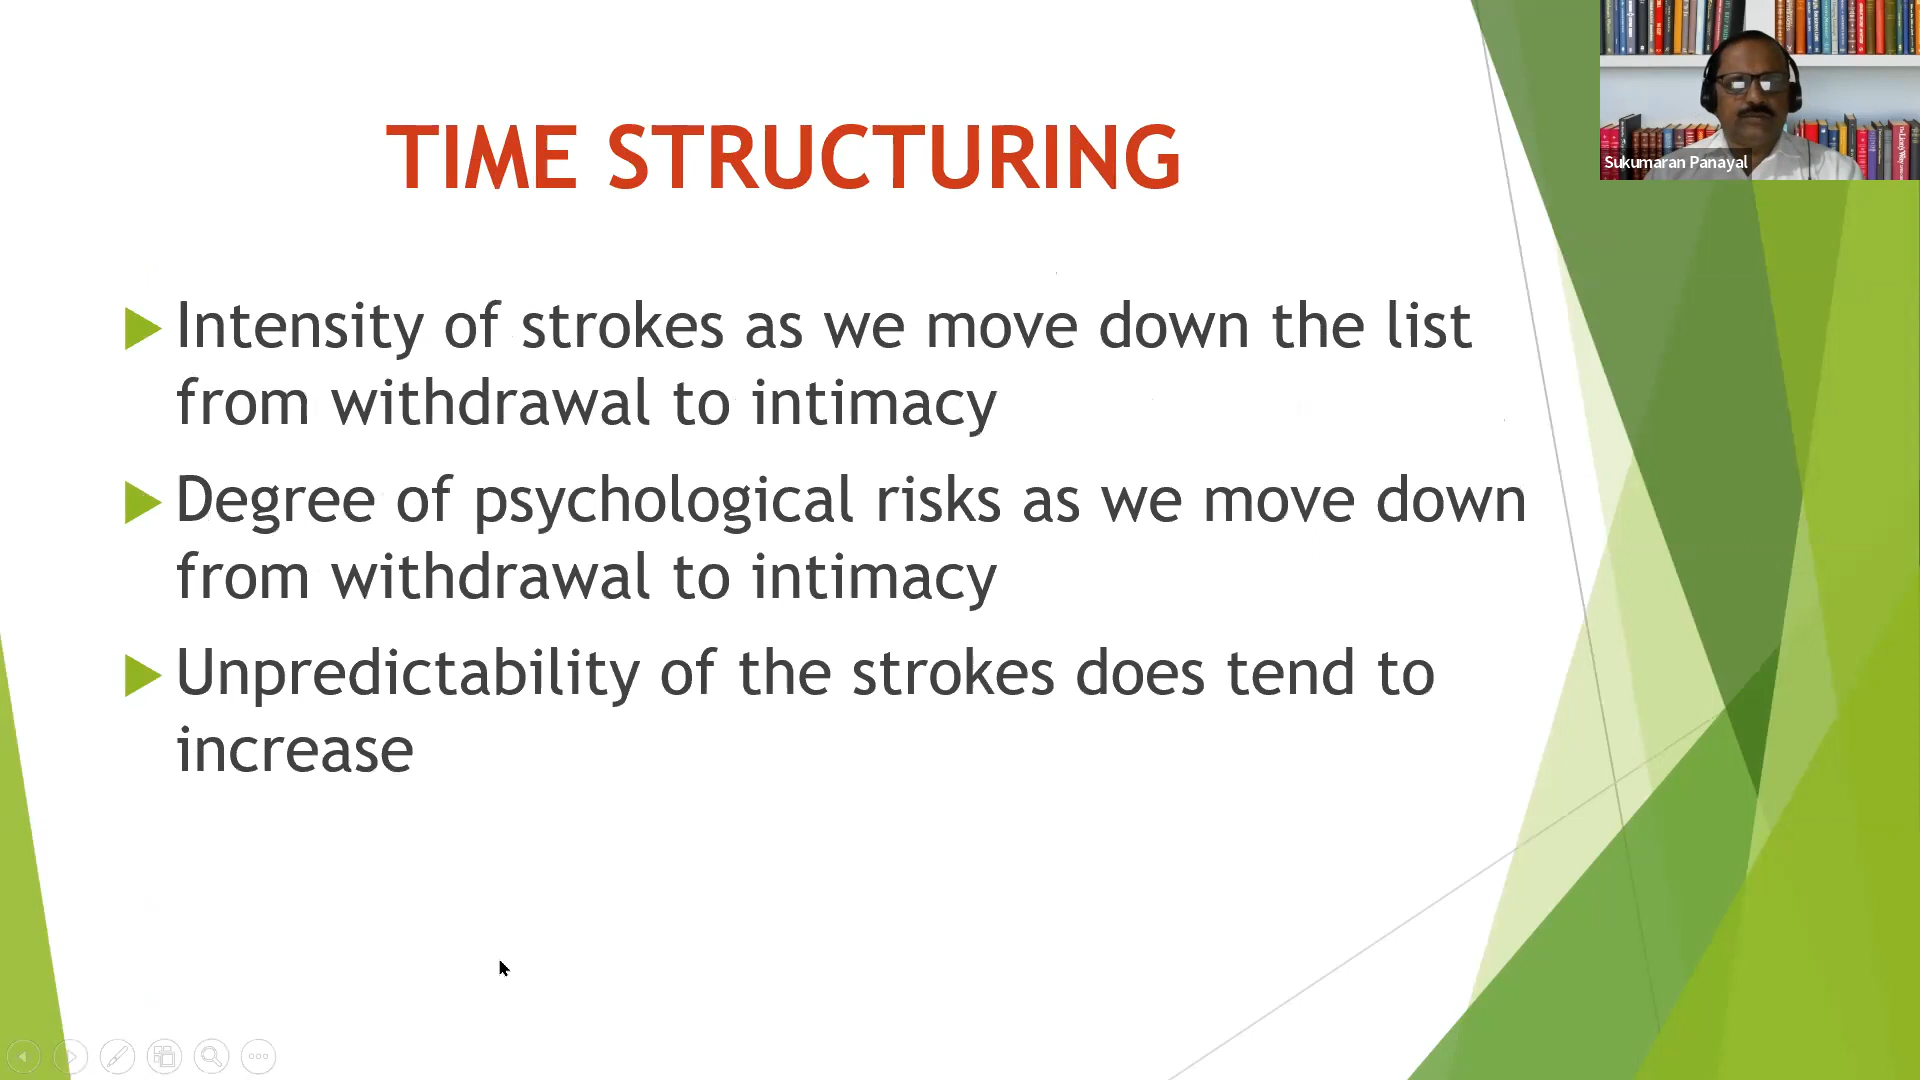 TIME STRUCTURING
Intensity of strokes as we move down the list
from withdrawal to intimacy
Degree of psychological risks as we move down
from withdrawal to intimacy
Unpredictability of the strokes does tend to
increase
Sukumaran Panayal